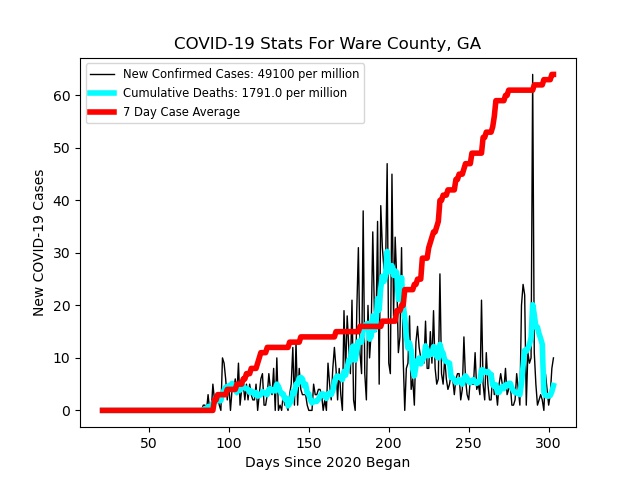 COVID-19 Stats For Ware County, GA
New Confirmed Cases: 49100 per million
Cumulative Deaths: 1791.0 per million
7 Day Case Average
New COVID-19 Cases
60
50
40
30
20
10
0
50 100 150 200 250 300
Days Since 2020 Began